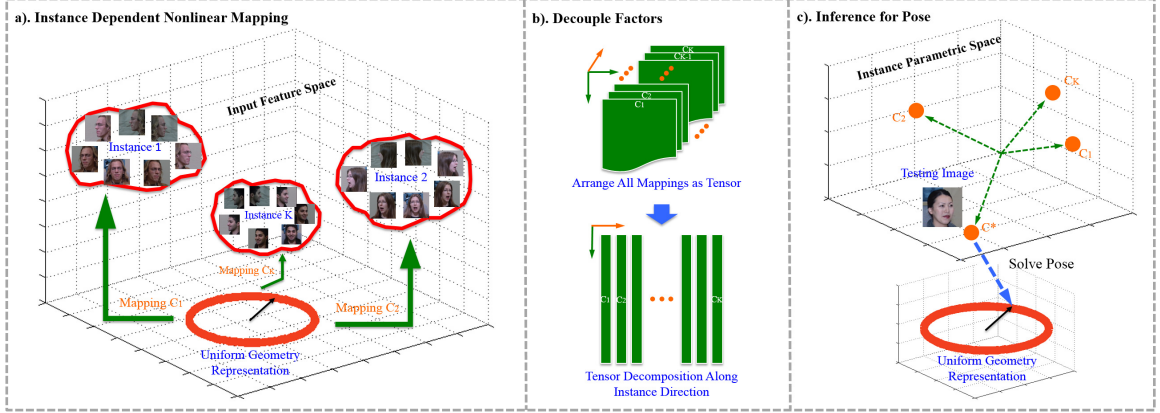 a). Instance Dependent Nonlinear Mapping
Input Feature Space
Instance 1
Instance 2
Instance K
Mapping CK
Mapping C1
Mapping C2
Uniform Geometry
Representation
b). Decouple Factors
CK
CK-1
C2
C1
Arrange All Mappings as Tensor
C1
C2
CK
Tensor Decomposition Along
Instance Direction
c). Inference for Pose
Instance Parametric Space
CK
C2
C1
Testing Image
C*
Solve Pose
Uniform Geometry
Representation